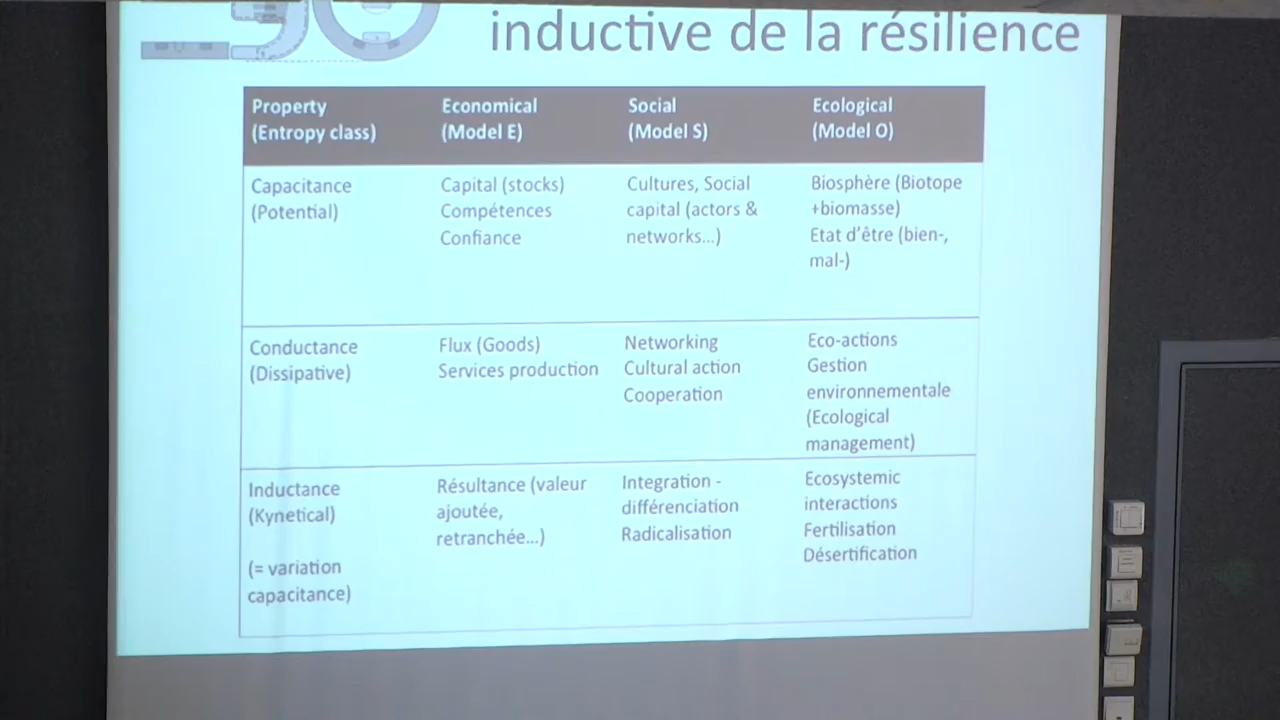 inductive de la résilience
Property
(Entropy class)
Economical
(Model E)
Social
(Model S)
Ecological
(Model O)
Capacitance
(Potential)
Capital (stocks)
Compétences
Confiance
Cultures, Social
capital (actors &
networks...)
Biosphère (Biotope
+biomasse)
Etat d'être (bien-,
mal-)
Conductance
(Dissipative)
Flux (Goods)
Services production
Networking
Cultural action
Cooperation
Eco-actions
Gestion
environnementale
(Ecological
management)
Inductance
(Kynetical)
(= variation
capacitance)
Résultance (valeur
ajoutée,
retranchée...)
Integration -
différenciation
Radicalisation
Ecosystemic
interactions
Fertilisation
Désertification